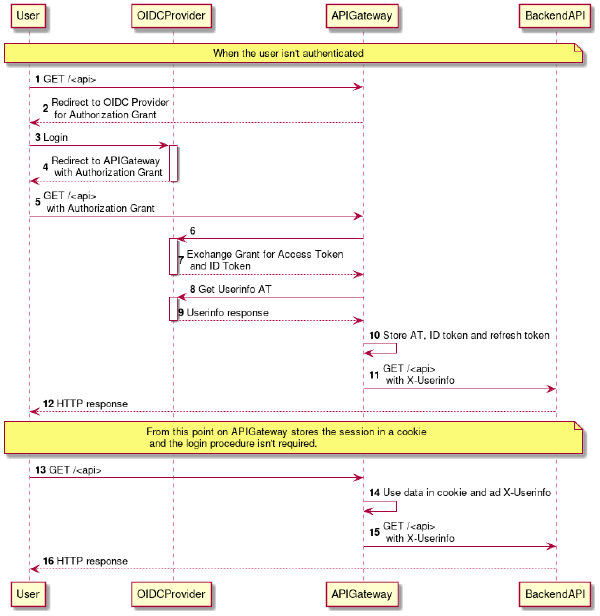 User OIDCProvider APIGateway BackendAPI
When the user isn't authenticated
1 GET /<api>
2 Redirect to OIDC Provider
for Authorization Grant
3 Login
4 Redirect to APIGateway
with Authorization Grant
5 GET /<api>
with Authorization Grant
6
7 Exchange Grant for Access Token
and ID Token
8 Get Userinfo AT
9 Userinfo response
10 Store AT, ID token and refresh token
11 GET /<api>
with X-Userinfo
12 HTTP response
From this point on APIGateway stores the session in a cookie
and the login procedure isn't required.
13 GET /<api>
14 Use data in cookie and ad X-Userinfo
15 GET /<api>
with X-Userinfo
16 HTTP response
User OIDCProvider APIGateway BackendAPI